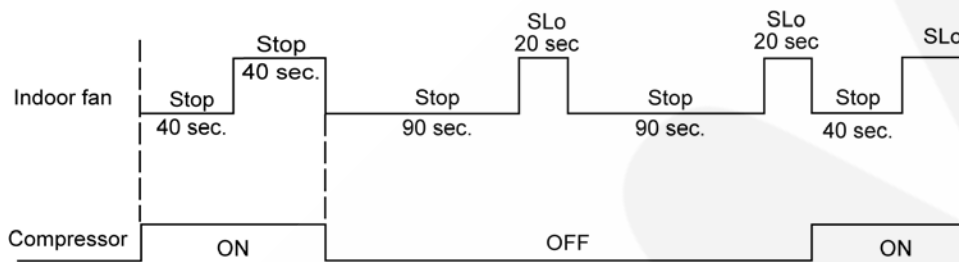 SLo
20 sec
SLo
20 sec
SLo
Stop
40 sec.
Indoor fan
Stop
40 sec.
Stop
90 sec.
Stop
90 sec.
Stop
40 sec.
Compressor
ON
OFF
ON